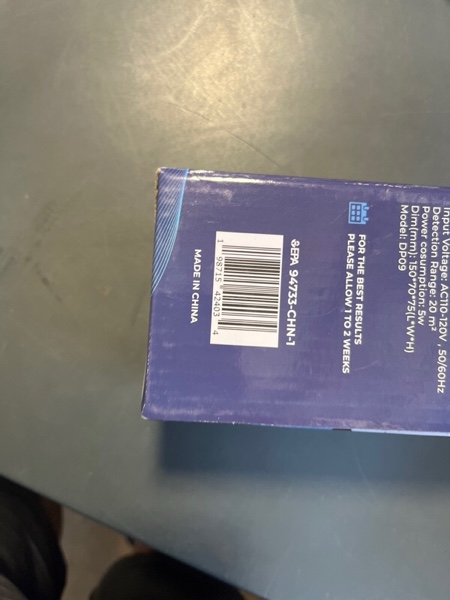 Input Voltage: AC110-120V , 50/60Hz
Detection Range: 20 m²
Power cosumption: 5w
Dim(mm): 150*70*75(L*W*H)
Model: DP09
FOR THE BEST RESULTS
PLEASE ALLOW 1 TO 2 WEEKS
&EPA 94733-CHN-1
1 98715 42403 4
MADE IN CHINA